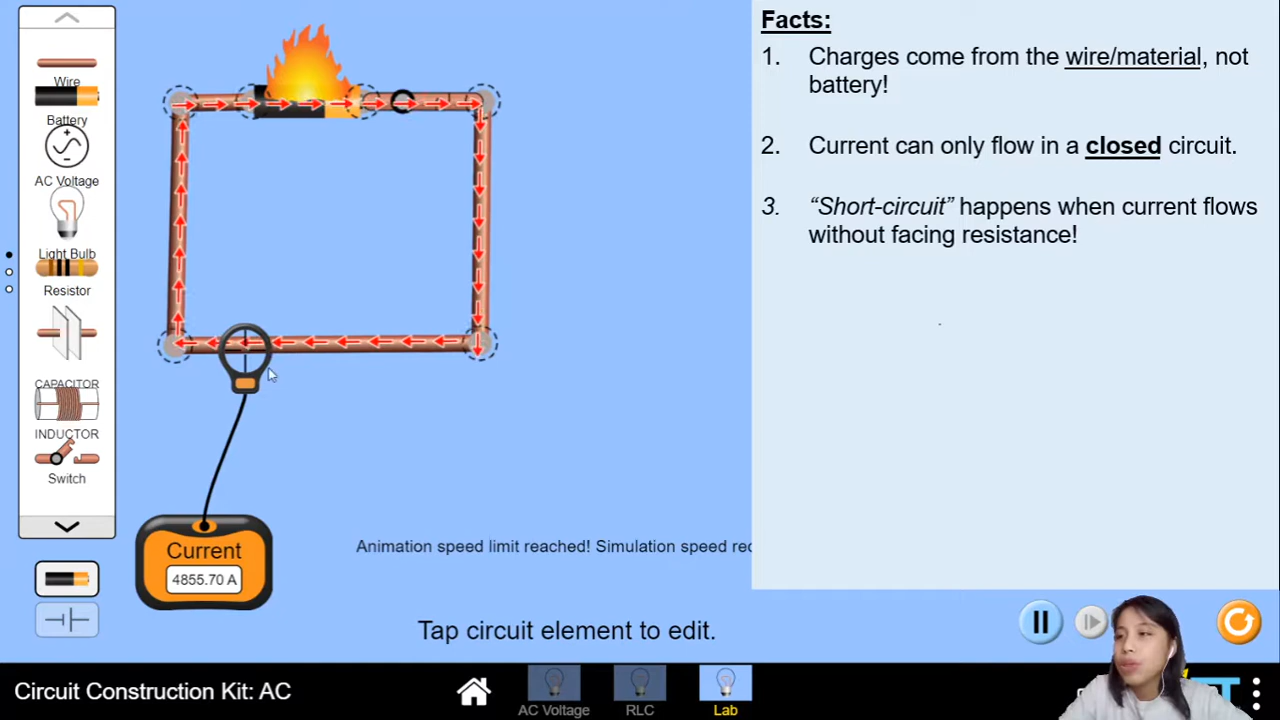 Facts:
1. Charges come from the wire/material, not
battery!
2. Current can only flow in a closed circuit.
3. “Short-circuit” happens when current flows
without facing resistance!
Wire
Battery
AC Voltage
Light Bulb
Resistor
CAPACITOR
INDUCTOR
Switch
Current
4855.70 A
Animation speed limit reached! Simulation speed
Tap circuit element to edit.
Circuit Construction Kit: AC
AC Voltage
RLC
Lab